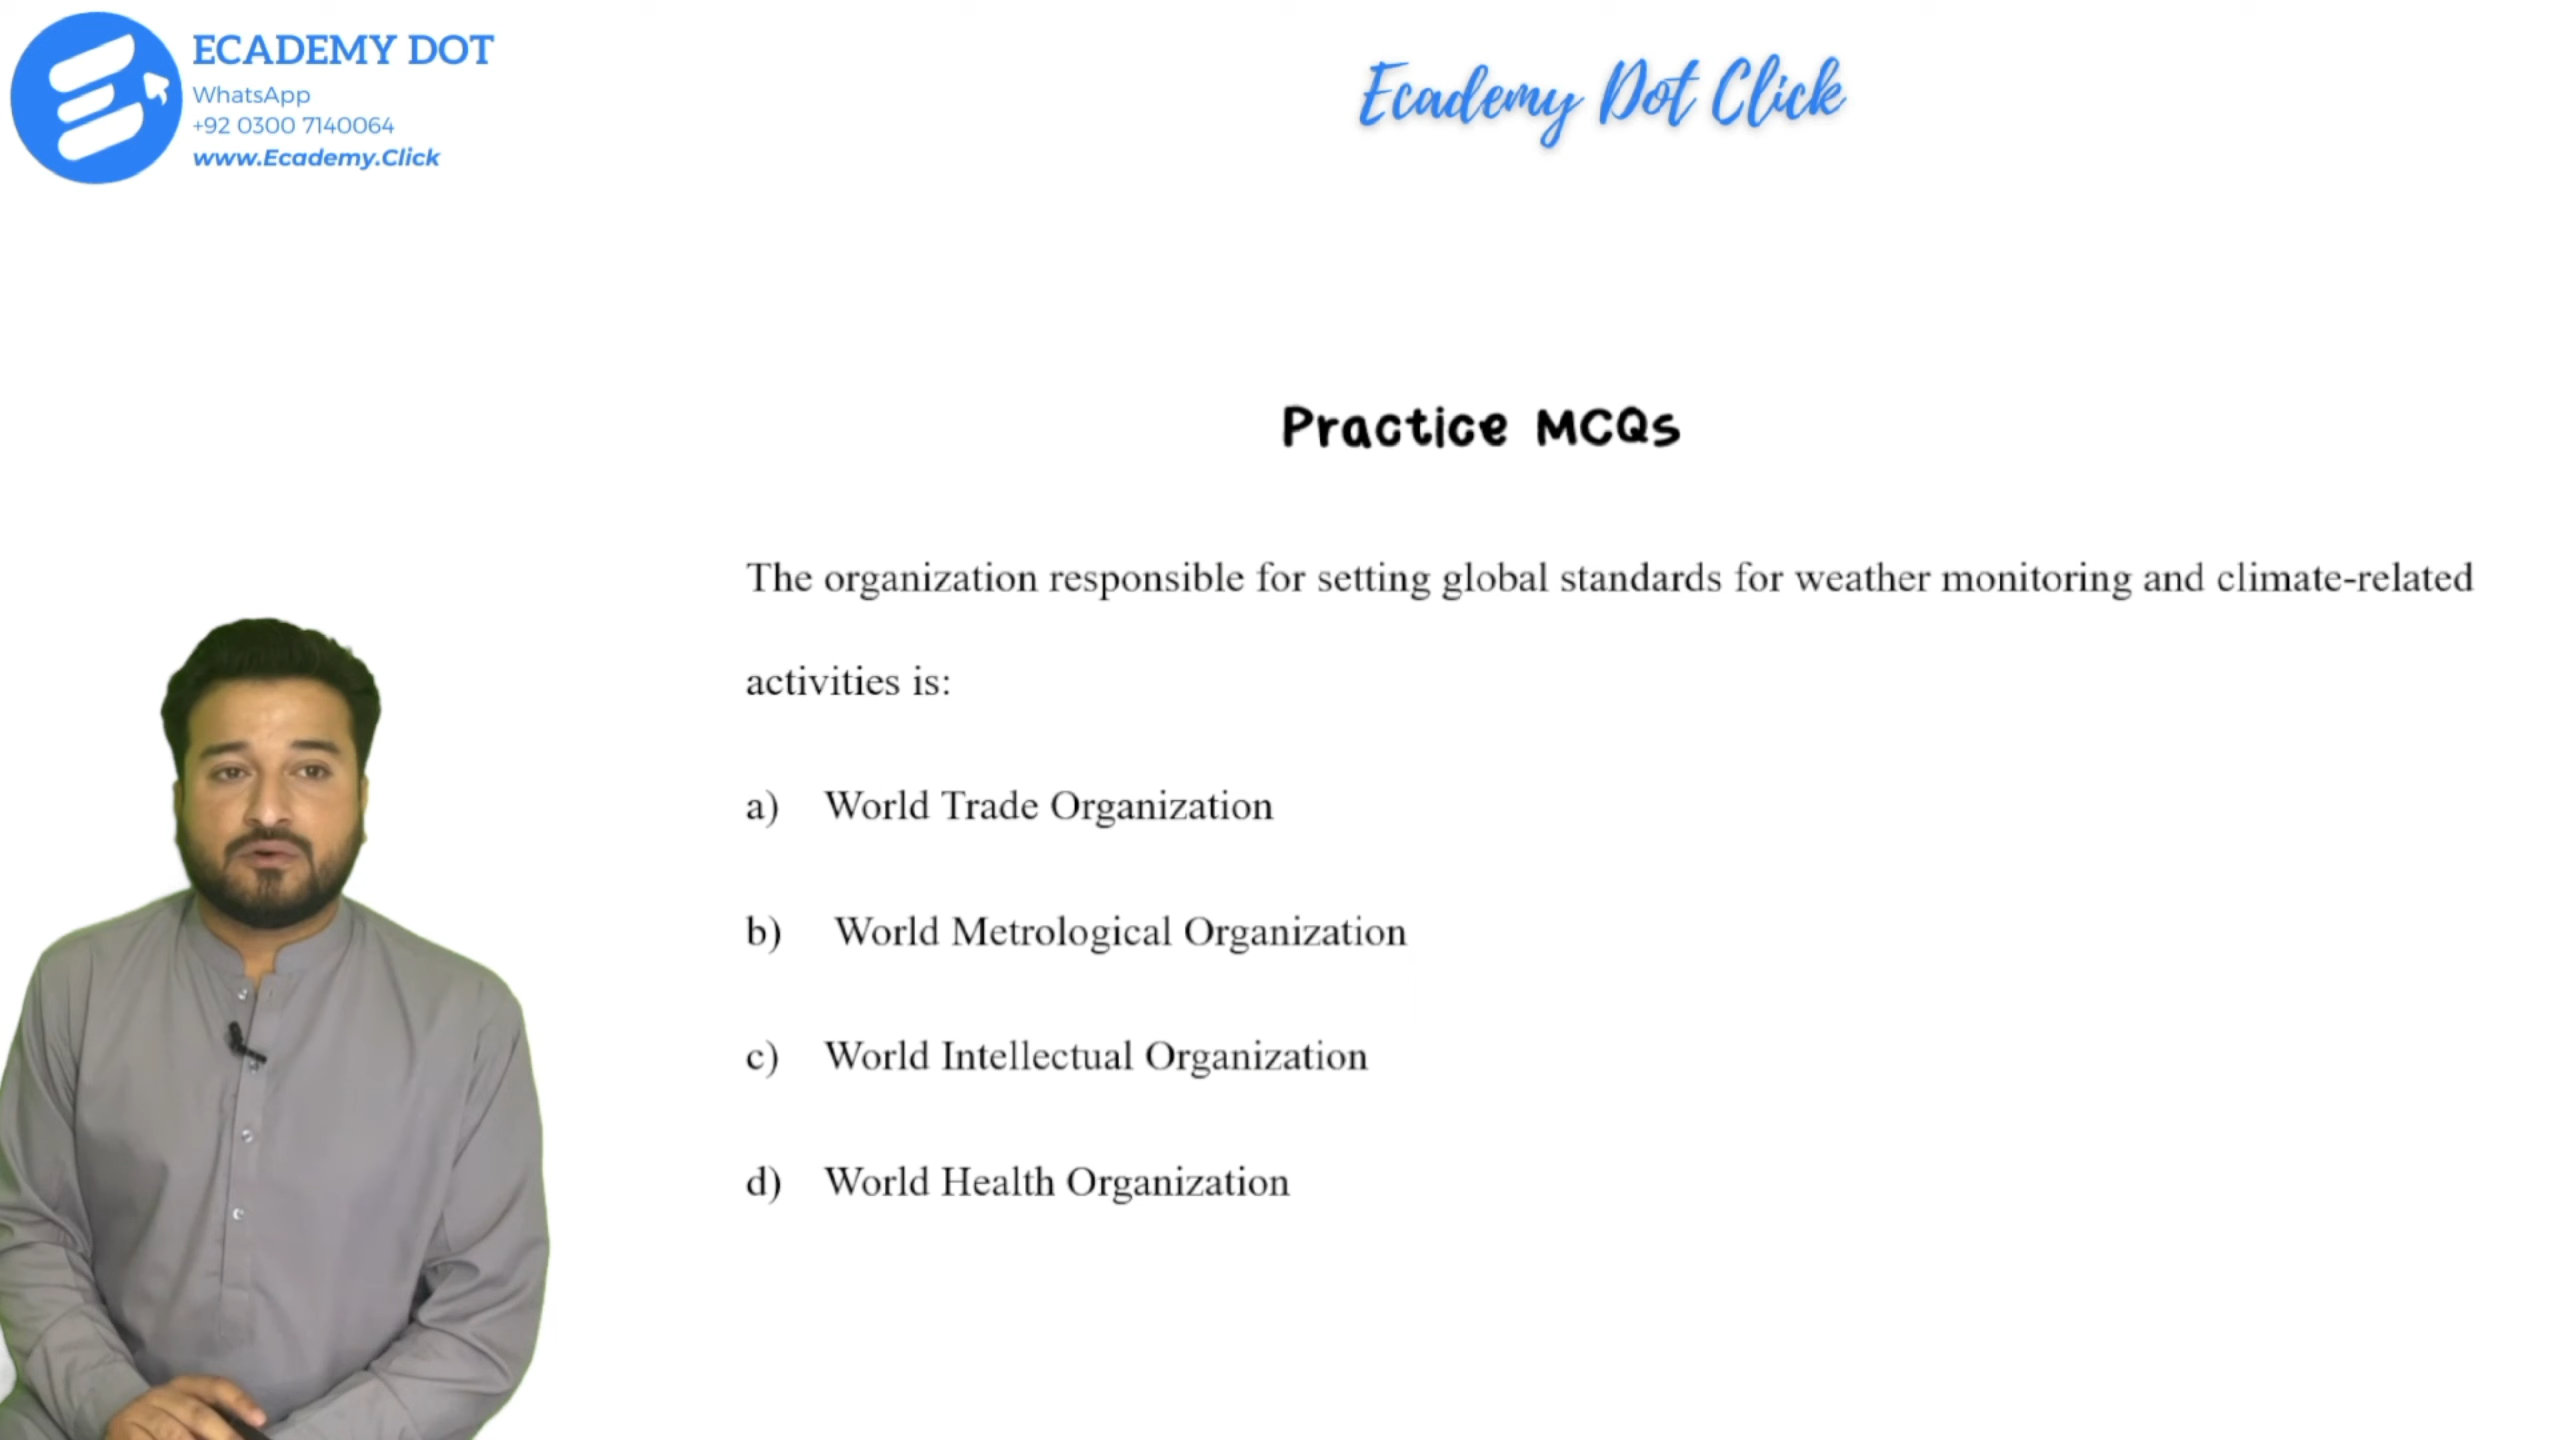 ECADEMY DOT
WhatsApp
+92 0300 7140064
www.Ecademy.Click
Ecademy Dot Click
Practice MCQs
The organization responsible for setting global standards for weather monitoring and climate-related
activities is:
a) World Trade Organization
b) World Metrological Organization
c) World Intellectual Organization
d) World Health Organization